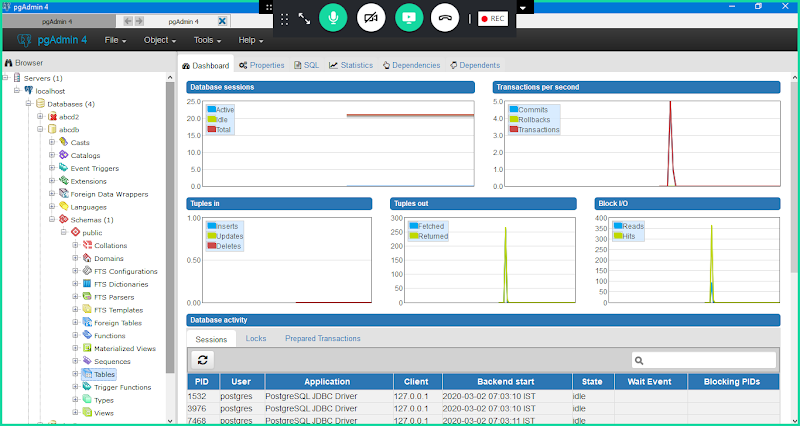 pgAdmin 4
pgAdmin 4
pgAdmin 4
REC
pgAdmin 4
File
Object
Tools
Help
Browser
Dashboard
Properties
SQL
Statistics
Dependencies
Dependents
Servers (1)
localhost
Databases (4)
abcd2
abcdb
Casts
Catalogs
Event Triggers
Extensions
Foreign Data Wrappers
Languages
Schemas (1)
public
Collations
Domains
FTS Configurations
FTS Dictionaries
FTS Parsers
FTS Templates
Foreign Tables
Functions
Materialized Views
Sequences
Tables
Trigger Functions
Types
Views
Database sessions
25.0
20.0
15.0
10.0
5.0
0.0
Active
Idle
Total
Transactions per second
5.0
4.0
3.0
2.0
1.0
0.0
Commits
Rollbacks
Transactions
Tuples in
1.00
0.50
0.00
Inserts
Updates
Deletes
Tuples out
300
250
200
150
100
50
0
Fetched
Returned
Block I/O
400
350
300
250
200
150
100
50
0
Reads
Hits
Database activity
Sessions
Locks
Prepared Transactions
PID User Application Client Backend start State Wait Event Blocking PIDs
1532 postgres PostgreSQL JDBC Driver 127.0.0.1 2020-03-02 07:03:10 IST idle
3976 postgres PostgreSQL JDBC Driver 127.0.0.1 2020-03-02 07:03:10 IST idle
7468 postgres PostgreSQL JDBC Driver 127.0.0.1 2020-03-02 07:03:11 IST idle